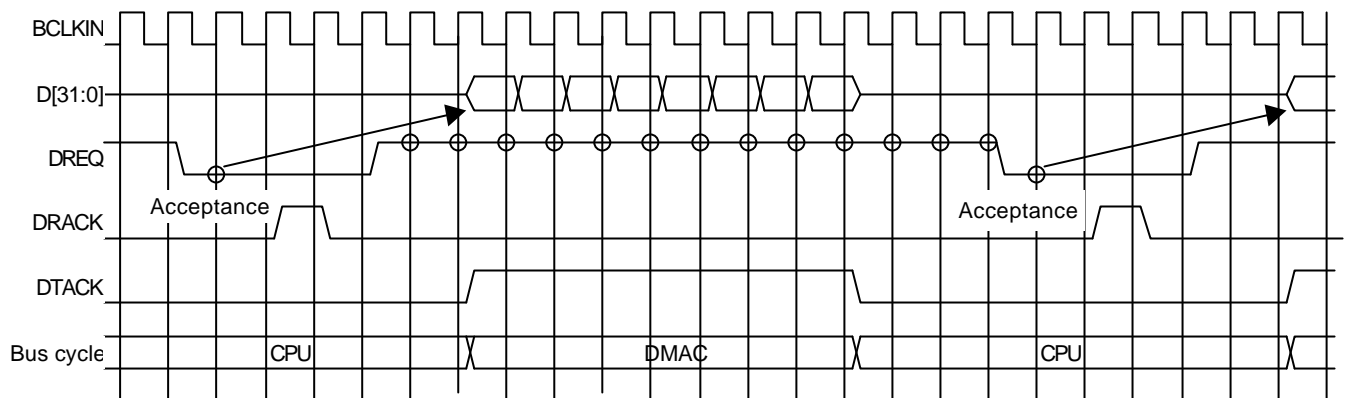 BCLKIN
D[31:0]
DREQ
Acceptance
Acceptance
DRACK
DTACK
Bus cycle
CPU
DMAC
CPU